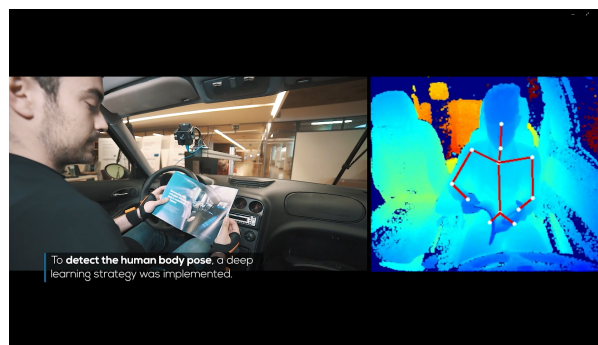 To detect the human body pose, a deep
learning strategy was implemented.